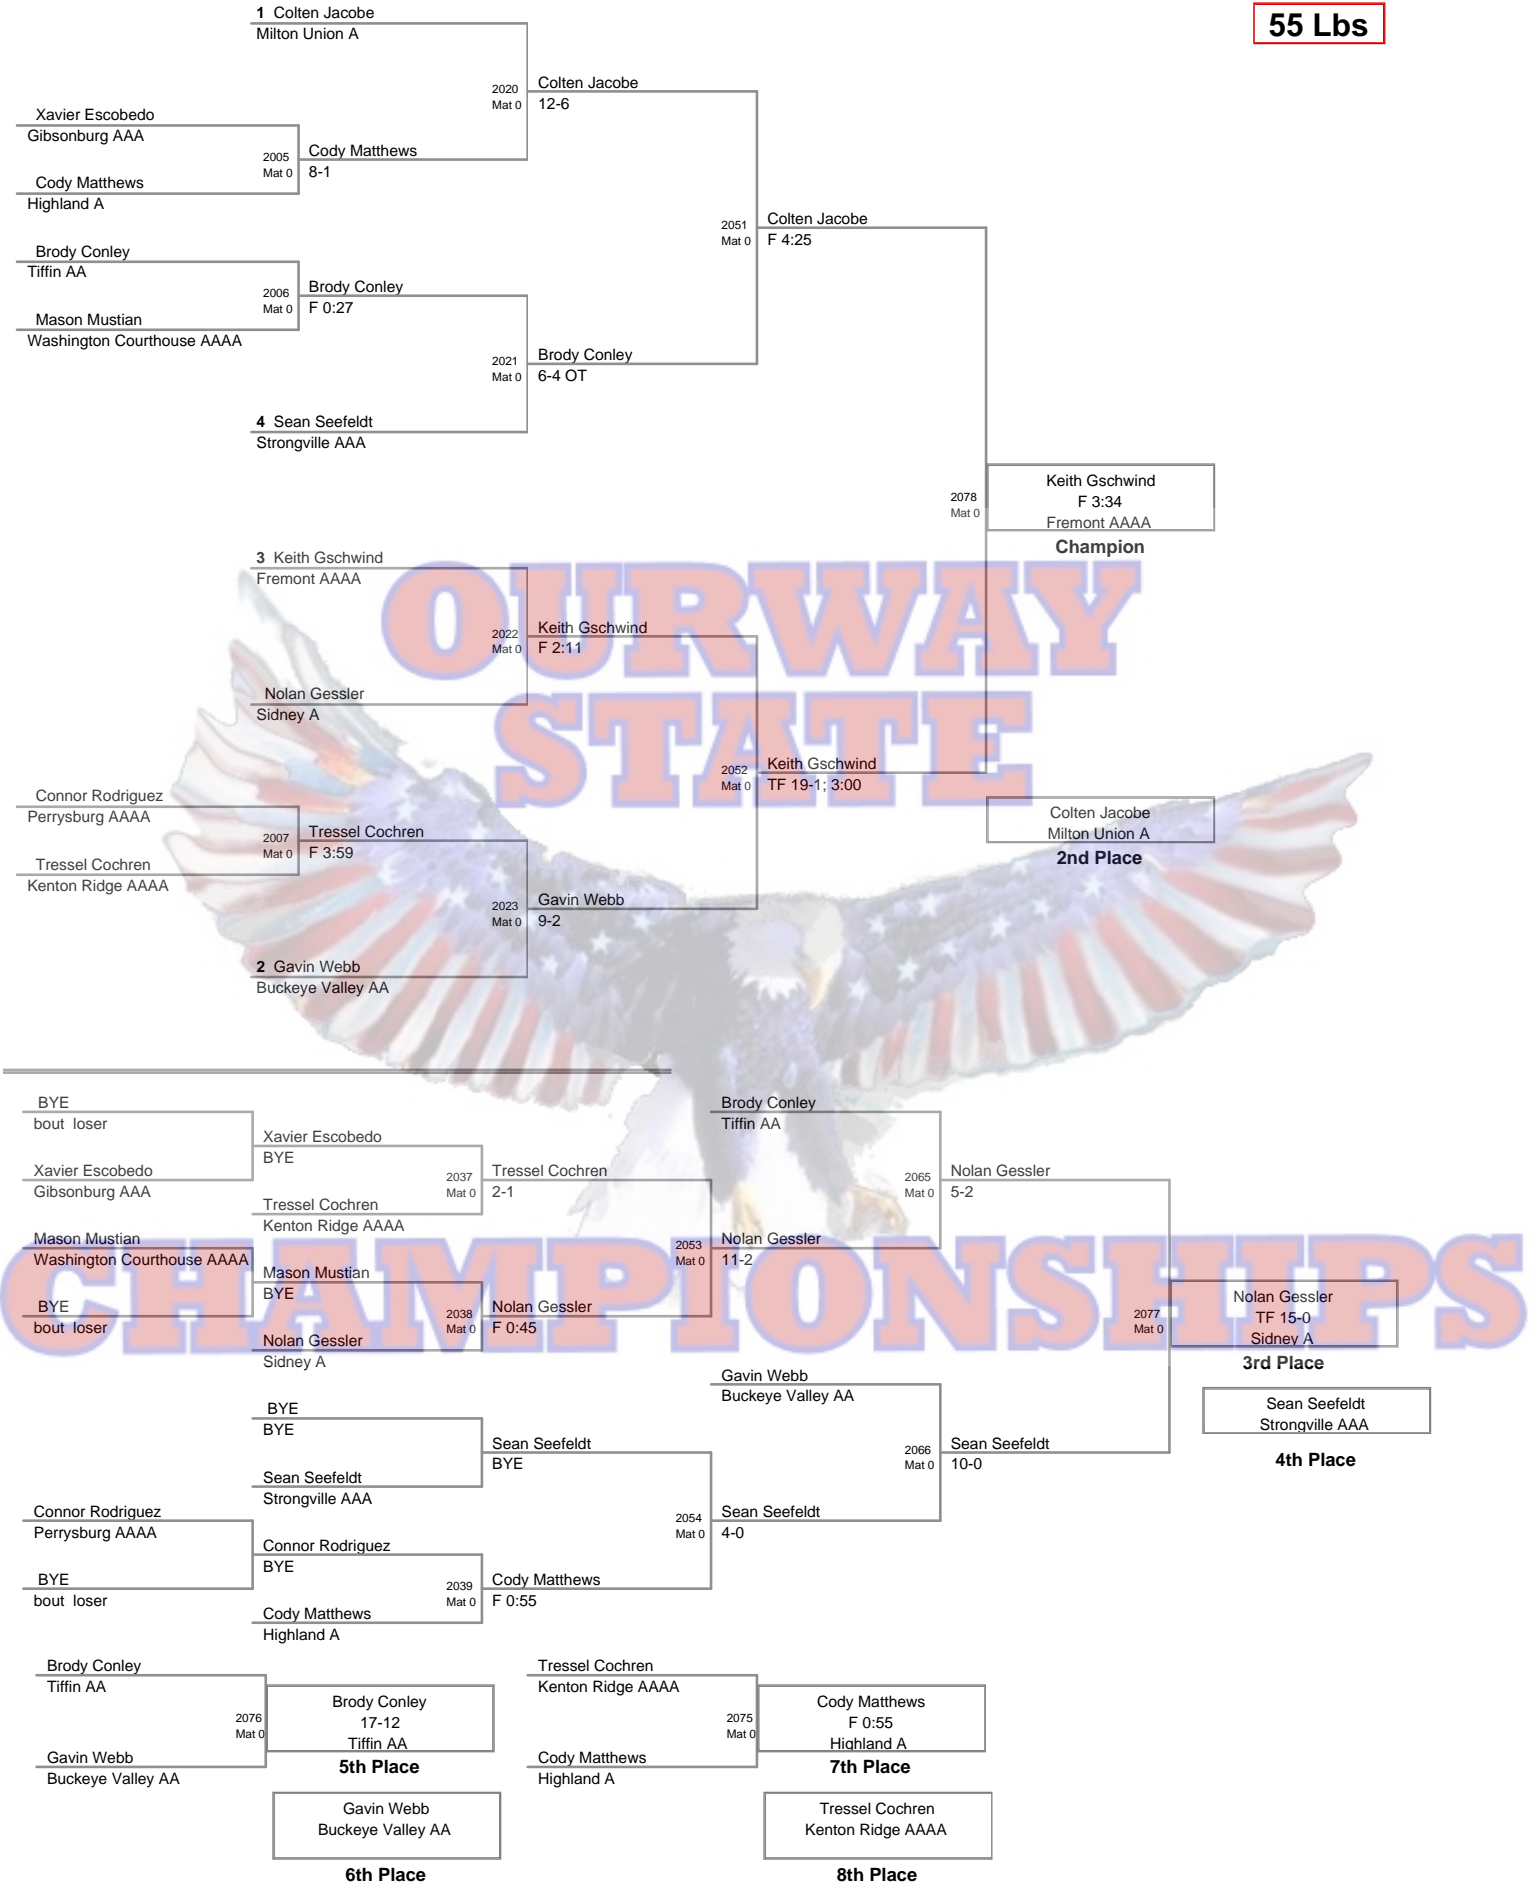 55 Lbs
1 Colten Jacobe
Milton Union A
2020
Mat 0
Colten Jacobe
12-6
Xavier Escobedo
Gibsonburg AAA
2005
Mat 0
Cody Matthews
8-1
Cody Matthews
Highland A
2051
Mat 0
Colten Jacobe
F 4:25
Brody Conley
Tiffin AA
2006
Mat 0
Brody Conley
F 0:27
Mason Mustian
Washington Courthouse AAAA
2021
Mat 0
Brody Conley
6-4 OT
4 Sean Seefeldt
Strongville AAA
2078
Mat 0
Keith Gschwind
F 3:34
Fremont AAAA
Champion
3 Keith Gschwind
Fremont AAAA
OURWAY
2022
Mat 0
Keith Gschwind
F 2:11
Nolan Gessler
Sidney A
STATE
2052
Mat 0
Keith Gschwind
TF 19-1; 3:00
Connor Rodriguez
Perrysburg AAAA
2007
Mat 0
Tressel Cochren
F 3:59
Tressel Cochren
Kenton Ridge AAAA
Colten Jacobe
Milton Union A
2nd Place
2023
Mat 0
Gavin Webb
9-2
2 Gavin Webb
Buckeye Valley AA
BYE
bout loser
Xavier Escobedo
BYE
Xavier Escobedo
Gibsonburg AAA
2037
Mat 0
Tressel Cochren
2-1
Tressel Cochren
Kenton Ridge AAAA
Brody Conley
Tiffin AA
2065
Mat 0
Nolan Gessler
5-2
Mason Mustian
Washington Courthouse AAAA
2053
Mat 0
Nolan Gessler
11-2
CHAMPIONSHIPS
Mason Mustian
BYE
BYE
bout loser
2038
Mat 0
Nolan Gessler
F 0:45
Nolan Gessler
Sidney A
2077
Mat 0
Nolan Gessler
TF 15-0
Sidney A
3rd Place
Gavin Webb
Buckeye Valley AA
Sean Seefeldt
Strongville AAA
4th Place
BYE
BYE
Sean Seefeldt
BYE
2066
Mat 0
Sean Seefeldt
10-0
Sean Seefeldt
Strongville AAA
Connor Rodriguez
Perrysburg AAAA
2054
Mat 0
Sean Seefeldt
4-0
Connor Rodriguez
BYE
BYE
bout loser
2039
Mat 0
Cody Matthews
F 0:55
Cody Matthews
Highland A
Brody Conley
Tiffin AA
2076
Mat 0
Brody Conley
17-12
Tiffin AA
5th Place
Gavin Webb
Buckeye Valley AA
Gavin Webb
Buckeye Valley AA
6th Place
Tressel Cochren
Kenton Ridge AAAA
2075
Mat 0
Cody Matthews
F 0:55
Highland A
7th Place
Cody Matthews
Highland A
Tressel Cochren
Kenton Ridge AAAA
8th Place